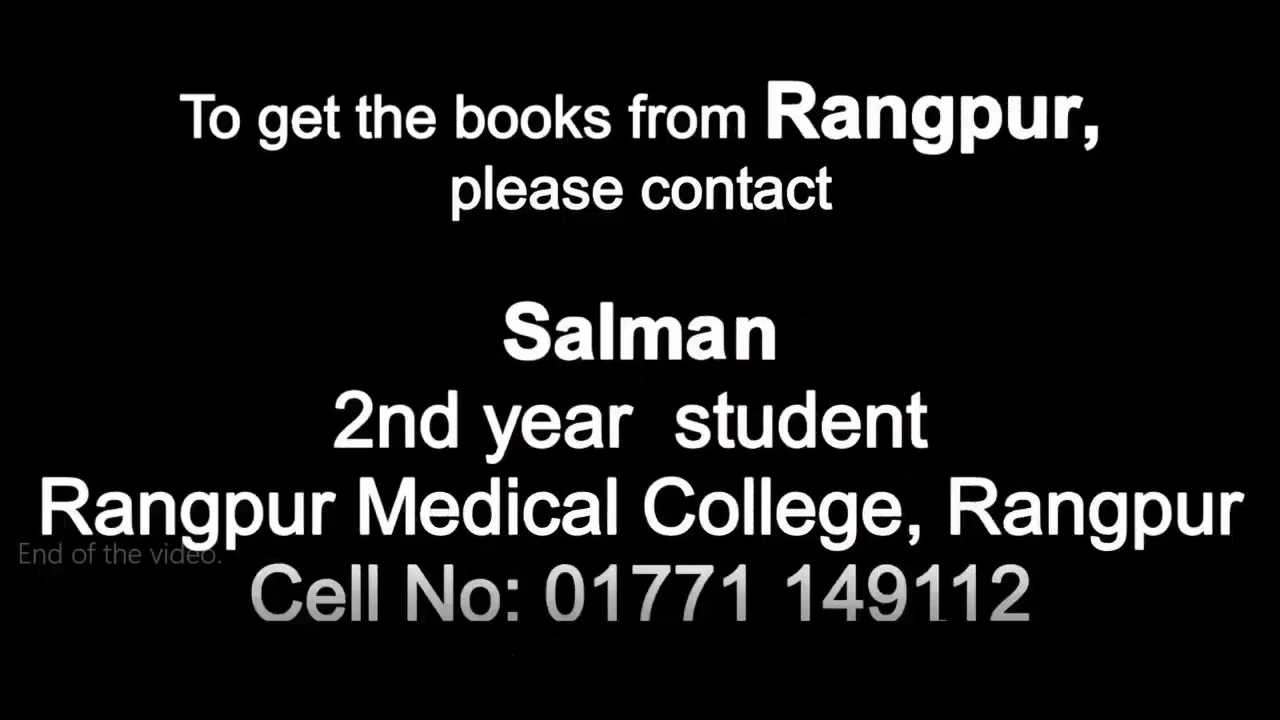 To get the books from Rangpur,
please contact
Salman
2nd year student
Rangpur Medical College, Rangpur
End of the video.
Cell No: 01771 149112